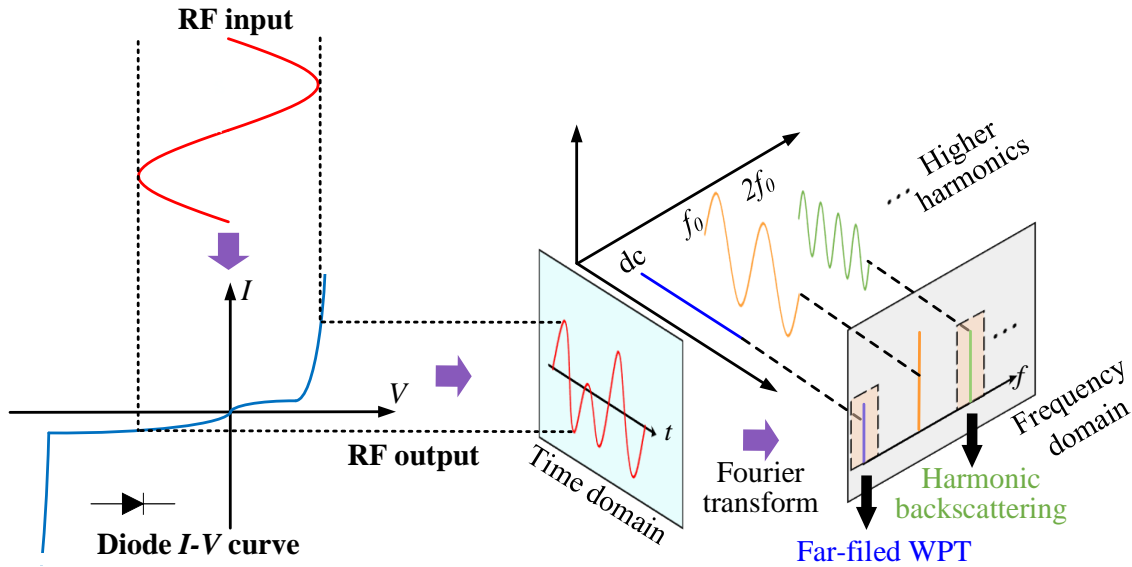 RF input
I
V
RF output
Diode I-V curve
dc
f0
2f0
Higher
harmonics
t
Time domain
Fourier
transform
f
Frequency
domain
Harmonic
backscattering
Far-filed WPT